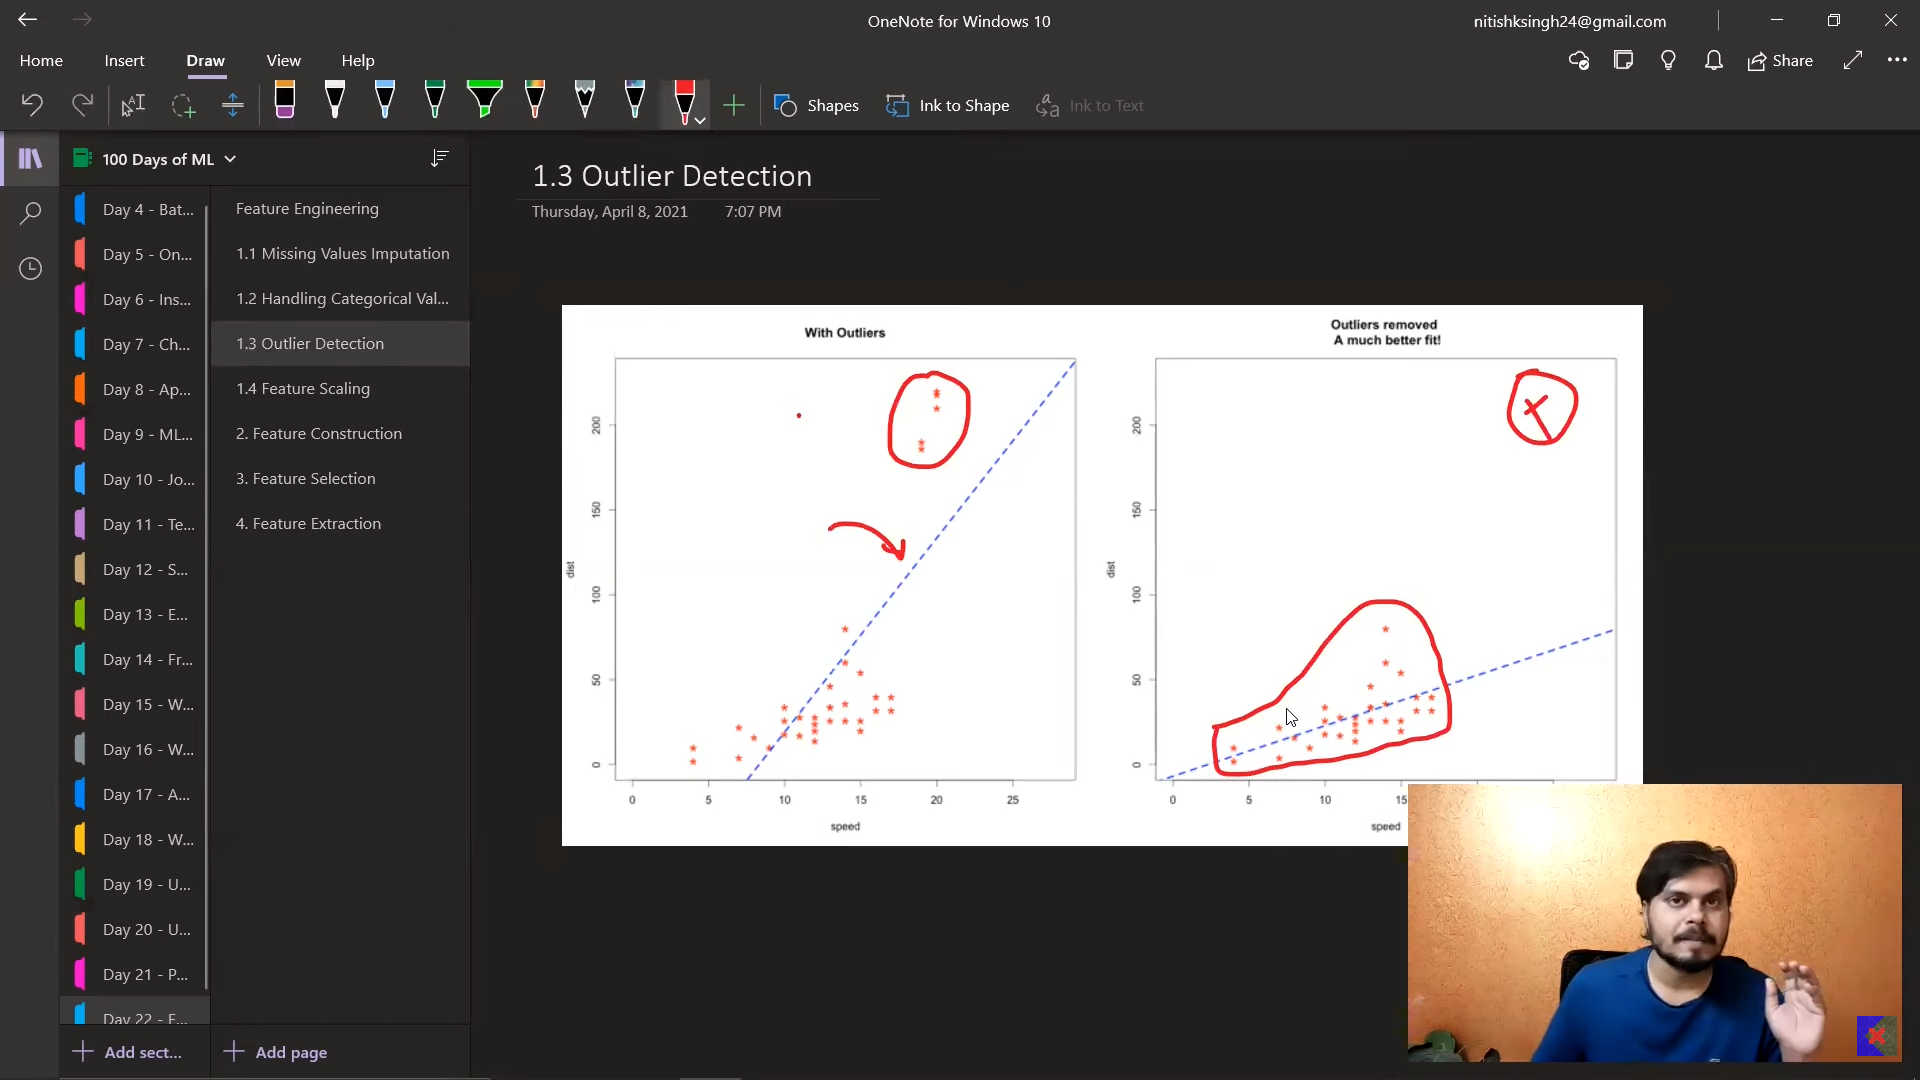 OneNote for Windows 10
nitishksingh24@gmail.com
Home
Insert
Draw
View
Help
Share
Shapes
Ink to Shape
Ink to Text
100 Days of ML
Day 4 - Bat...
Day 5 - On...
Day 6 - Ins...
Day 7 - Ch...
Day 8 - Ap...
Day 9 - ML...
Day 10 - Jo...
Day 11 - Te...
Day 12 - S...
Day 13 - E...
Day 14 - Fr...
Day 15 - W...
Day 16 - W...
Day 17 - A...
Day 18 - W...
Day 19 - U...
Day 20 - U...
Day 21 - P...
Day 22 - F...
Add sect...
Feature Engineering
1.1 Missing Values Imputation
1.2 Handling Categorical Val...
1.3 Outlier Detection
1.4 Feature Scaling
2. Feature Construction
3. Feature Selection
4. Feature Extraction
Add page
1.3 Outlier Detection
Thursday, April 8, 2021 7:07 PM
With Outliers
200
150
100
50
0
dist
0 5 10 15 20 25
speed
Outliers removed
A much better fit!
200
150
100
50
0
dist
0 5 10 15
speed